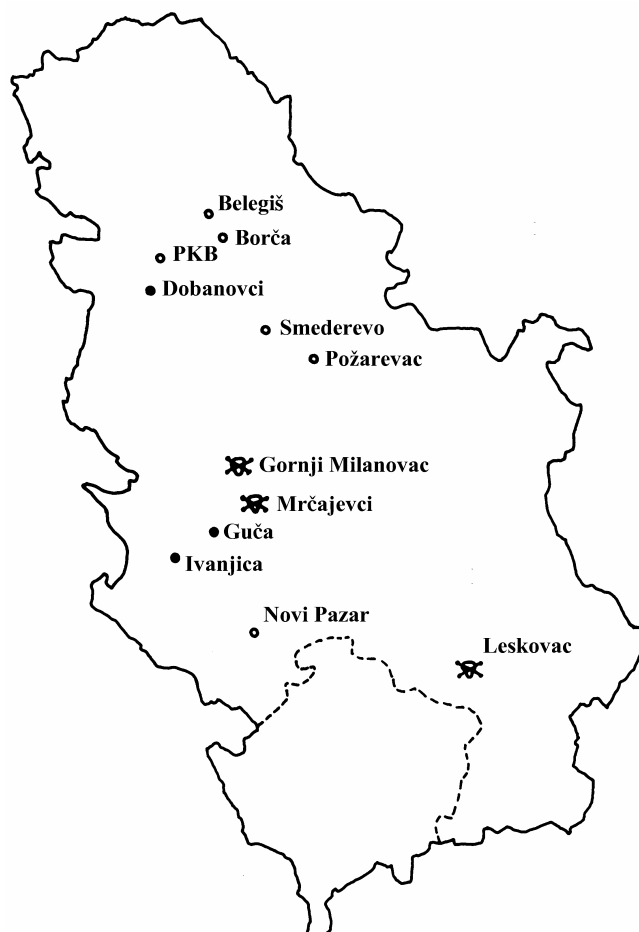 Belegiš
Borča
PKB
Dobanovci
Smederevo
Požarevac
Gornji Milanovac
Mrčajevci
Guča
Ivanjica
Novi Pazar
Leskovac